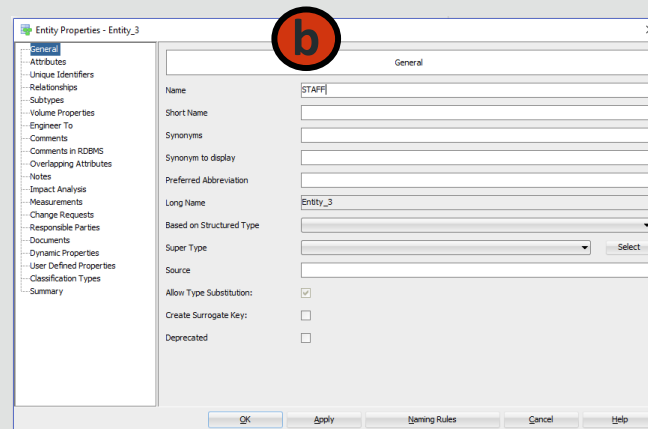 Entity Properties - Entity_3
b
General
Attributes
Unique Identifiers
Relationships
Subtypes
Volume Properties
Engineer To
Comments
Comments in RDBMS
Overlapping Attributes
Notes
Impact Analysis
Measurements
Change Requests
Responsible Parties
Documents
Dynamic Properties
User Defined Properties
Classification Types
Summary
General
Name STAFF
Short Name
Synonyms
Synonym to display
Preferred Abbreviation
Long Name Entity_3
Based on Structured Type
Super Type Select
Source
Allow Type Substitution:
Create Surrogate Key:
Deprecated
OK Apply Naming Rules Cancel Help